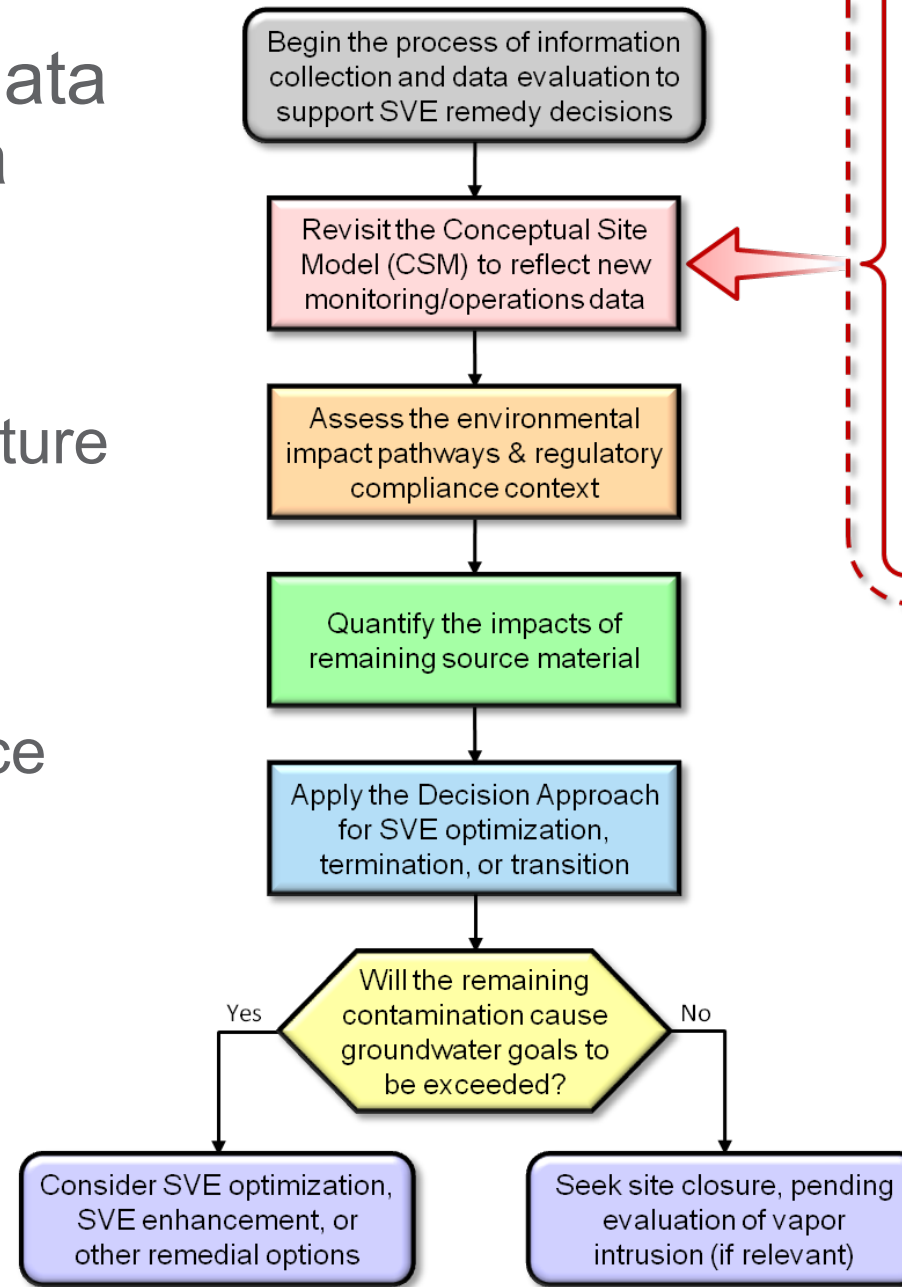 Begin the process of information
collection and data evaluation to
support SVE remedy decisions
Revisit the Conceptual Site
Model (CSM) to reflect new
monitoring/operations data
Assess the environmental
impact pathways & regulatory
compliance context
Quantify the impacts of
remaining source material
Apply the Decision Approach
for SVE optimization,
termination, or transition
Will the remaining
contamination cause
groundwater goals to
be exceeded?
Yes
No
Consider SVE optimization,
SVE enhancement, or
other remedial options
Seek site closure, pending
evaluation of vapor
intrusion (if relevant)